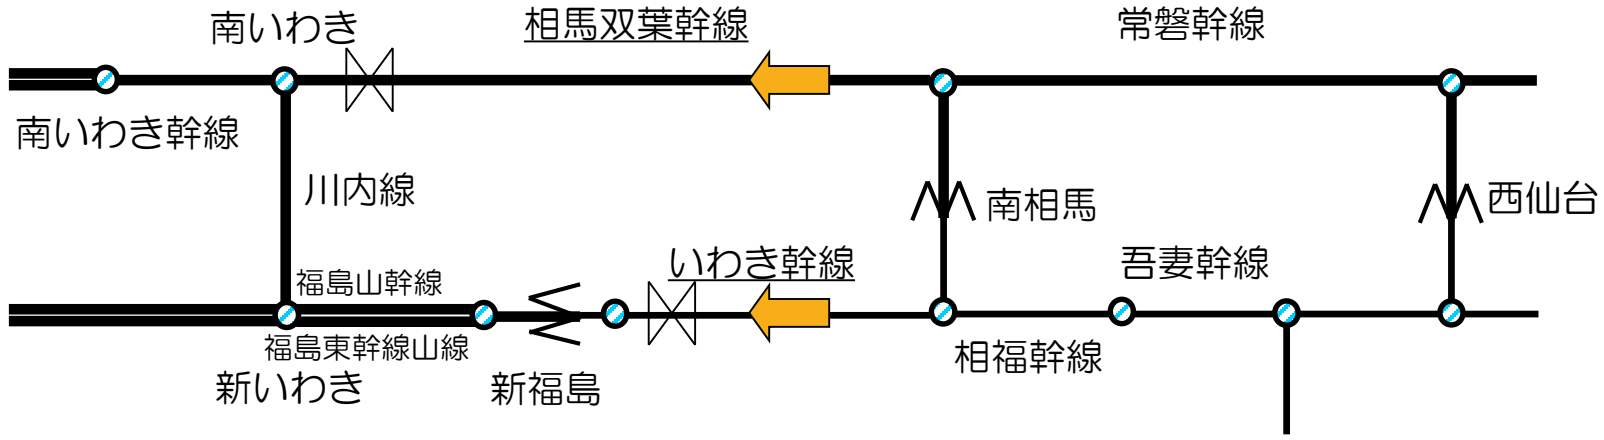 南いわき
相馬双葉幹線
常磐幹線
南いわき幹線
川内線
南相馬
西仙台
いわき幹線
吾妻幹線
福島山幹線
福島東幹線山線
相福幹線
新いわき
新福島